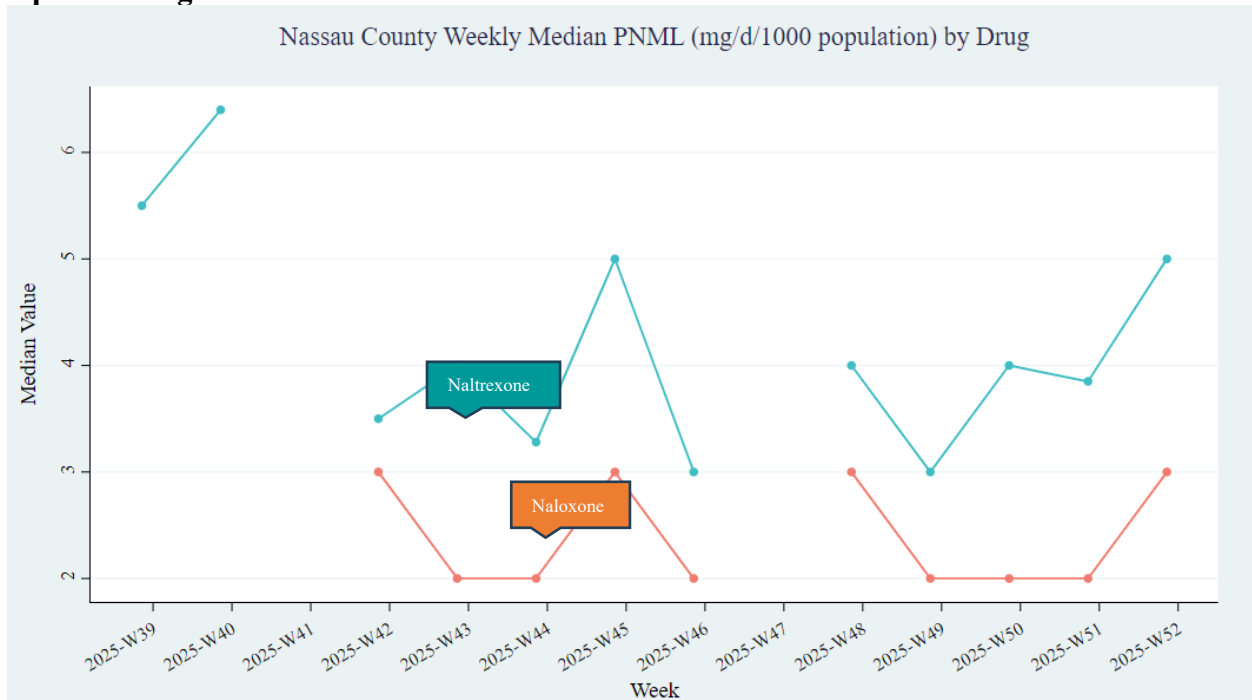 Nassau County Weekly Median PNML (mg/d/1000 population) by Drug
Median Value
6
5
4
3
2
Naltrexone
Naloxone
2025-W39
2025-W40
2025-W41
2025-W42
2025-W43
2025-W44
2025-W45
2025-W46
2025-W47
2025-W48
2025-W49
2025-W50
2025-W51
2025-W52
Week